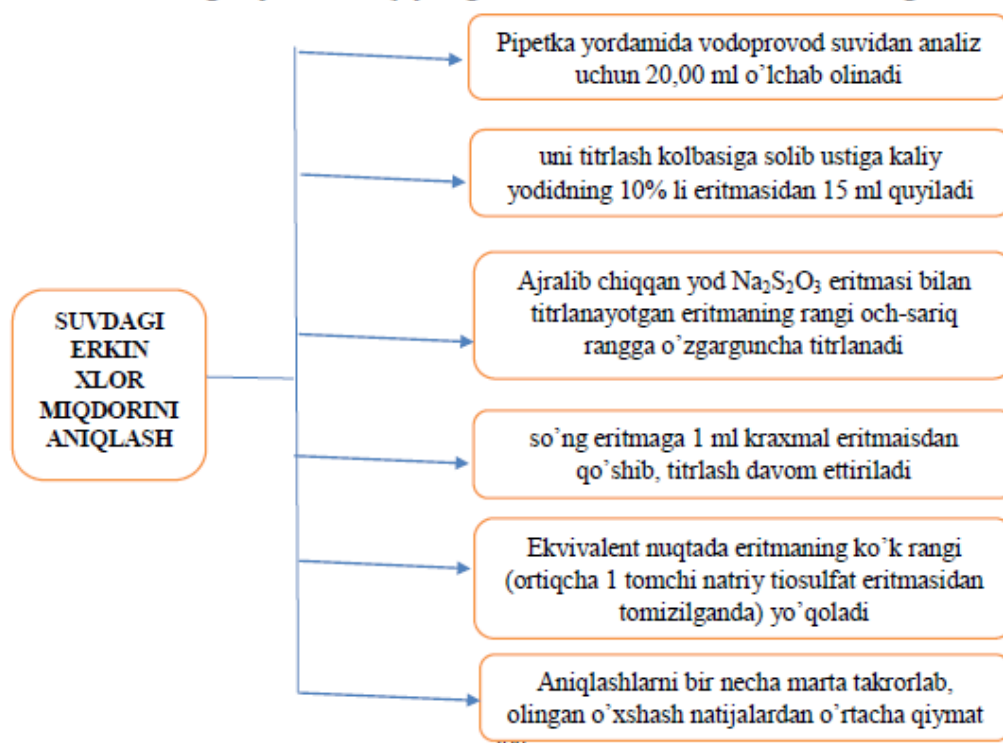 SUVDAGI
ERKIN
XLOR
MIQDORINI
ANIQLASH
Pipetka yordamida vodoprovod suvidan analiz
uchun 20,00 ml o’lchab olinadi
uni titrlash kolbasiga solib ustiga kaliy
yodidning 10% li eritmasidan 15 ml quyiladi
Ajralib chiqqan yod Na₂S₂O₃ eritmasi bilan
titrlanayotgan eritmaning rangi och-sariq
rangga o’zgarguncha titrlanadi
so’ng eritmaga 1 ml kraxmal eritmaisdan
qo’shib, titrlash davom ettiriladi
Ekvivalent nuqtada eritmaning ko’k rangi
(ortiqcha 1 tomchi natriy tiosulfat eritmasidan
tomizilganda) yo’qoladi
Aniqlashlarni bir necha marta takrorlab,
olingan o’xshash natijalardan o’rtacha qiymat